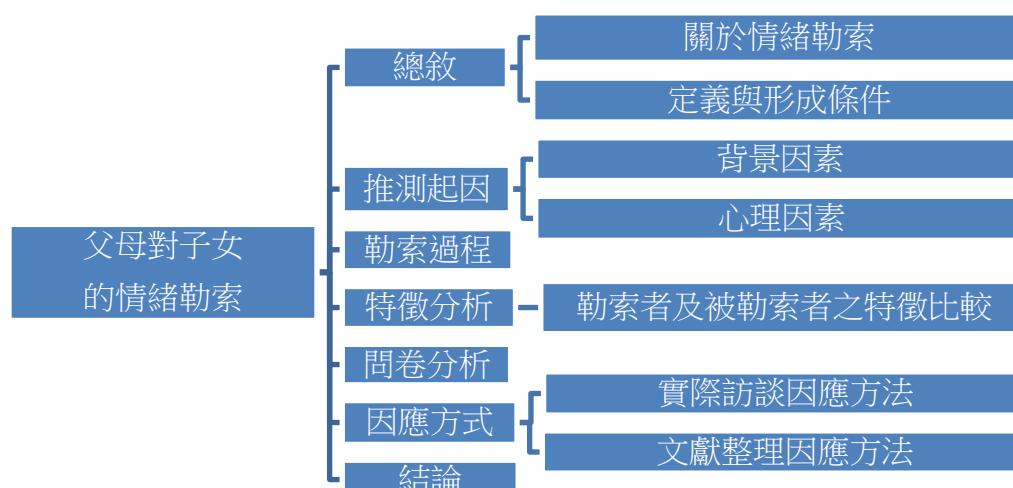 父母對子女
的情緒勒索
總敘
關於情緒勒索
定義與形成條件
推測起因
背景因素
心理因素
勒索過程
特徵分析
勒索者及被勒索者之特徵比較
問卷分析
因應方式
實際訪談因應方法
文獻整理因應方法
結論